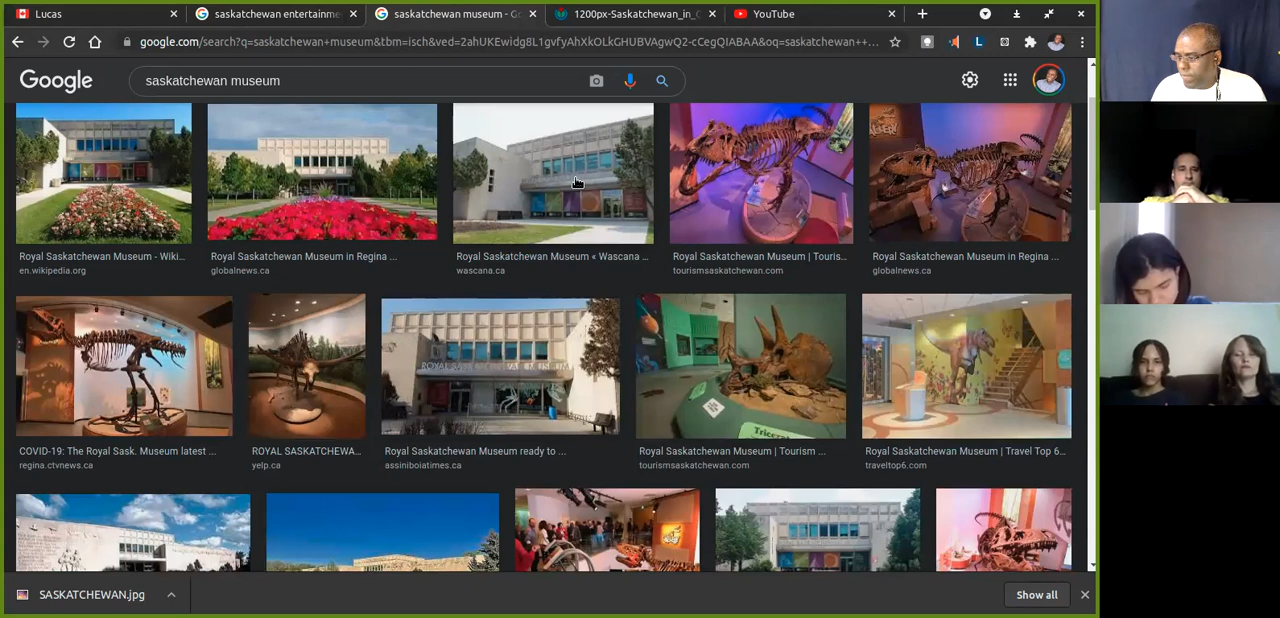 Lucas
saskatchewan entertainme
saskatchewan museum - Go
1200px-Saskatchewan_in_C
YouTube
google.com/search?q=saskatchewan+museum&tbm=isch&ved=2ahUKEwidg8L1gvfyAhXkOLkGHUBVAgwQ2-cCegQIABAA&oq=saskatchewan++...
L
Google
saskatchewan museum
Royal Saskatchewan Museum - Wiki...
en.wikipedia.org
Royal Saskatchewan Museum in Regina ...
globalnews.ca
Royal Saskatchewan Museum « Wascana ...
wascana.ca
Royal Saskatchewan Museum | Touris...
tourismsaskatchewan.com
Royal Saskatchewan Museum in Regina ...
globalnews.ca
ROYAL SASKATCHEWAN MUSEUM
COVID-19: The Royal Sask. Museum latest ...
regina.ctvnews.ca
ROYAL SASKATCHEWA...
yelp.ca
Royal Saskatchewan Museum ready to ...
assiniboiatimes.ca
Royal Saskatchewan Museum | Tourism ...
tourismsaskatchewan.com
Royal Saskatchewan Museum | Travel Top 6...
traveltop6.com
SASKATCHEWAN.jpg
Show all